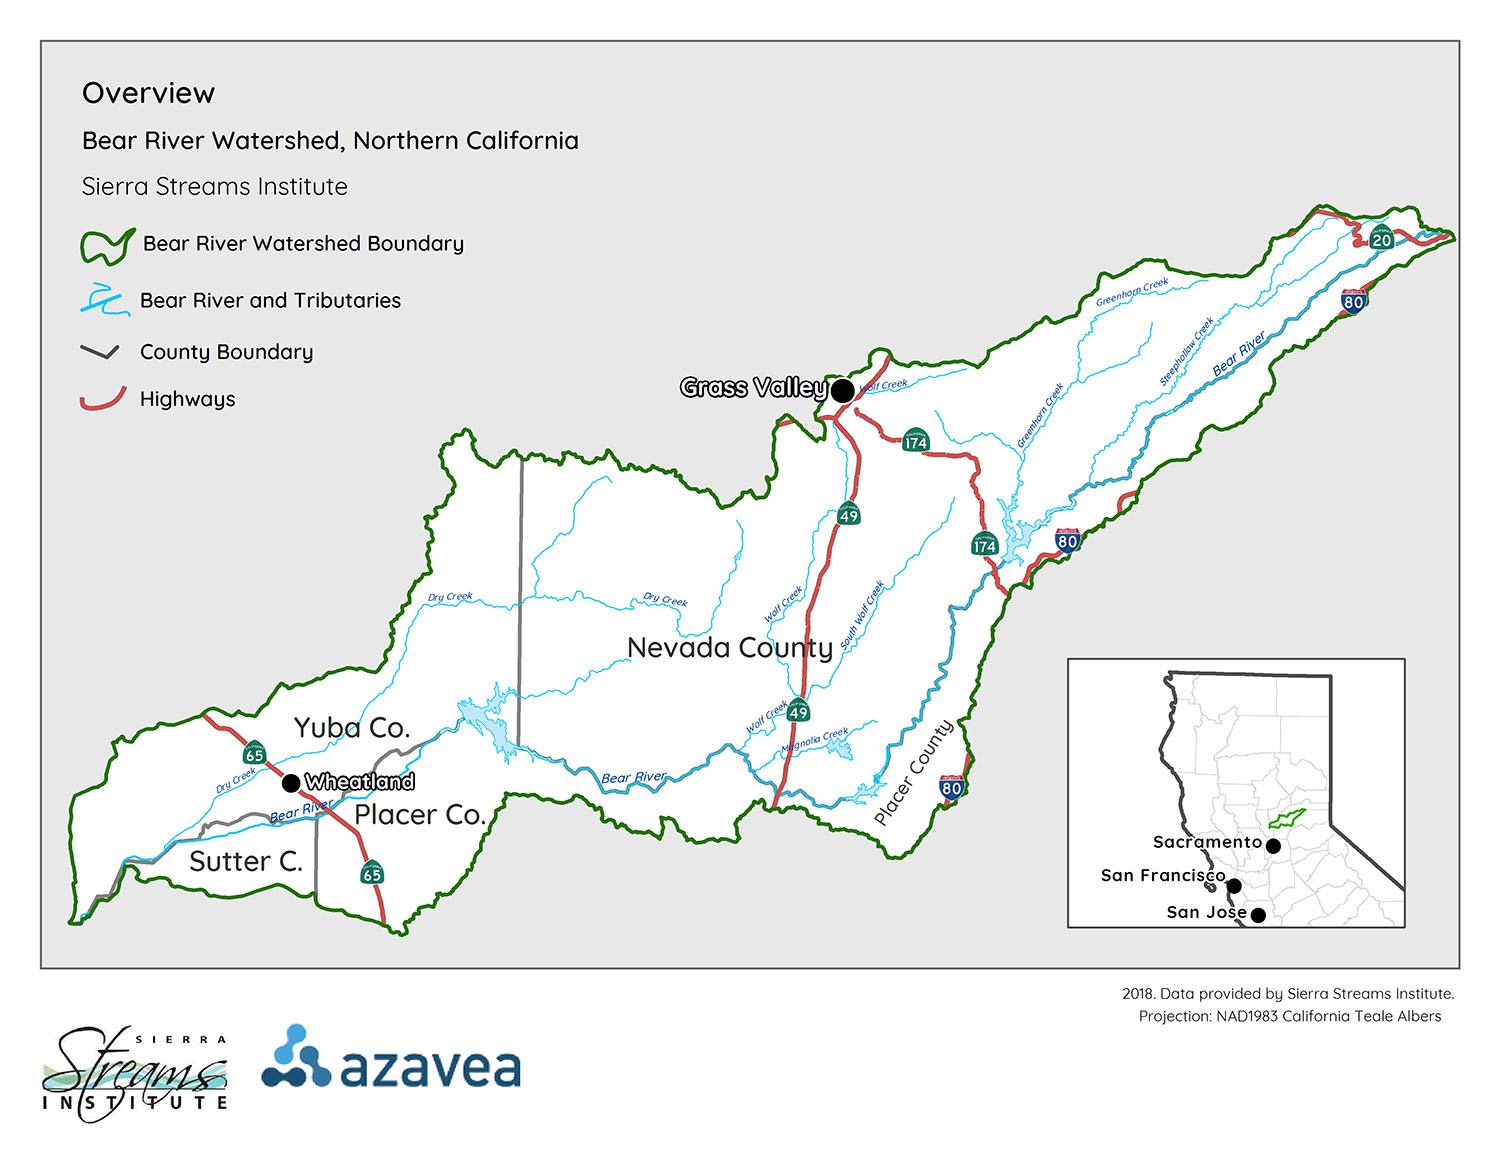 Overview
Bear River Watershed, Northern California
Sierra Streams Institute
Bear River Watershed Boundary
Bear River and Tributaries
County Boundary
Highways
20
80
Greenhorn Creek
Steephollow Creek
Bear River
Grass Valley
Wolf Creek
Greenhorn Creek
174
49
174
80
Dry Creek
Dry Creek
Wolf Creek
South Wolf Creek
Nevada County
Wolf Creek
49
Magnolia Creek
Yuba Co.
65
Dry Creek
Wheatland
Bear River
Bear River
Placer County
80
Placer Co.
Sutter C.
65
Sacramento
San Francisco
San Jose
2018. Data provided by Sierra Streams Institute.
Projection: NAD1983 California Teale Albers
SIERRA
Streams
INSTITUTE
azavea